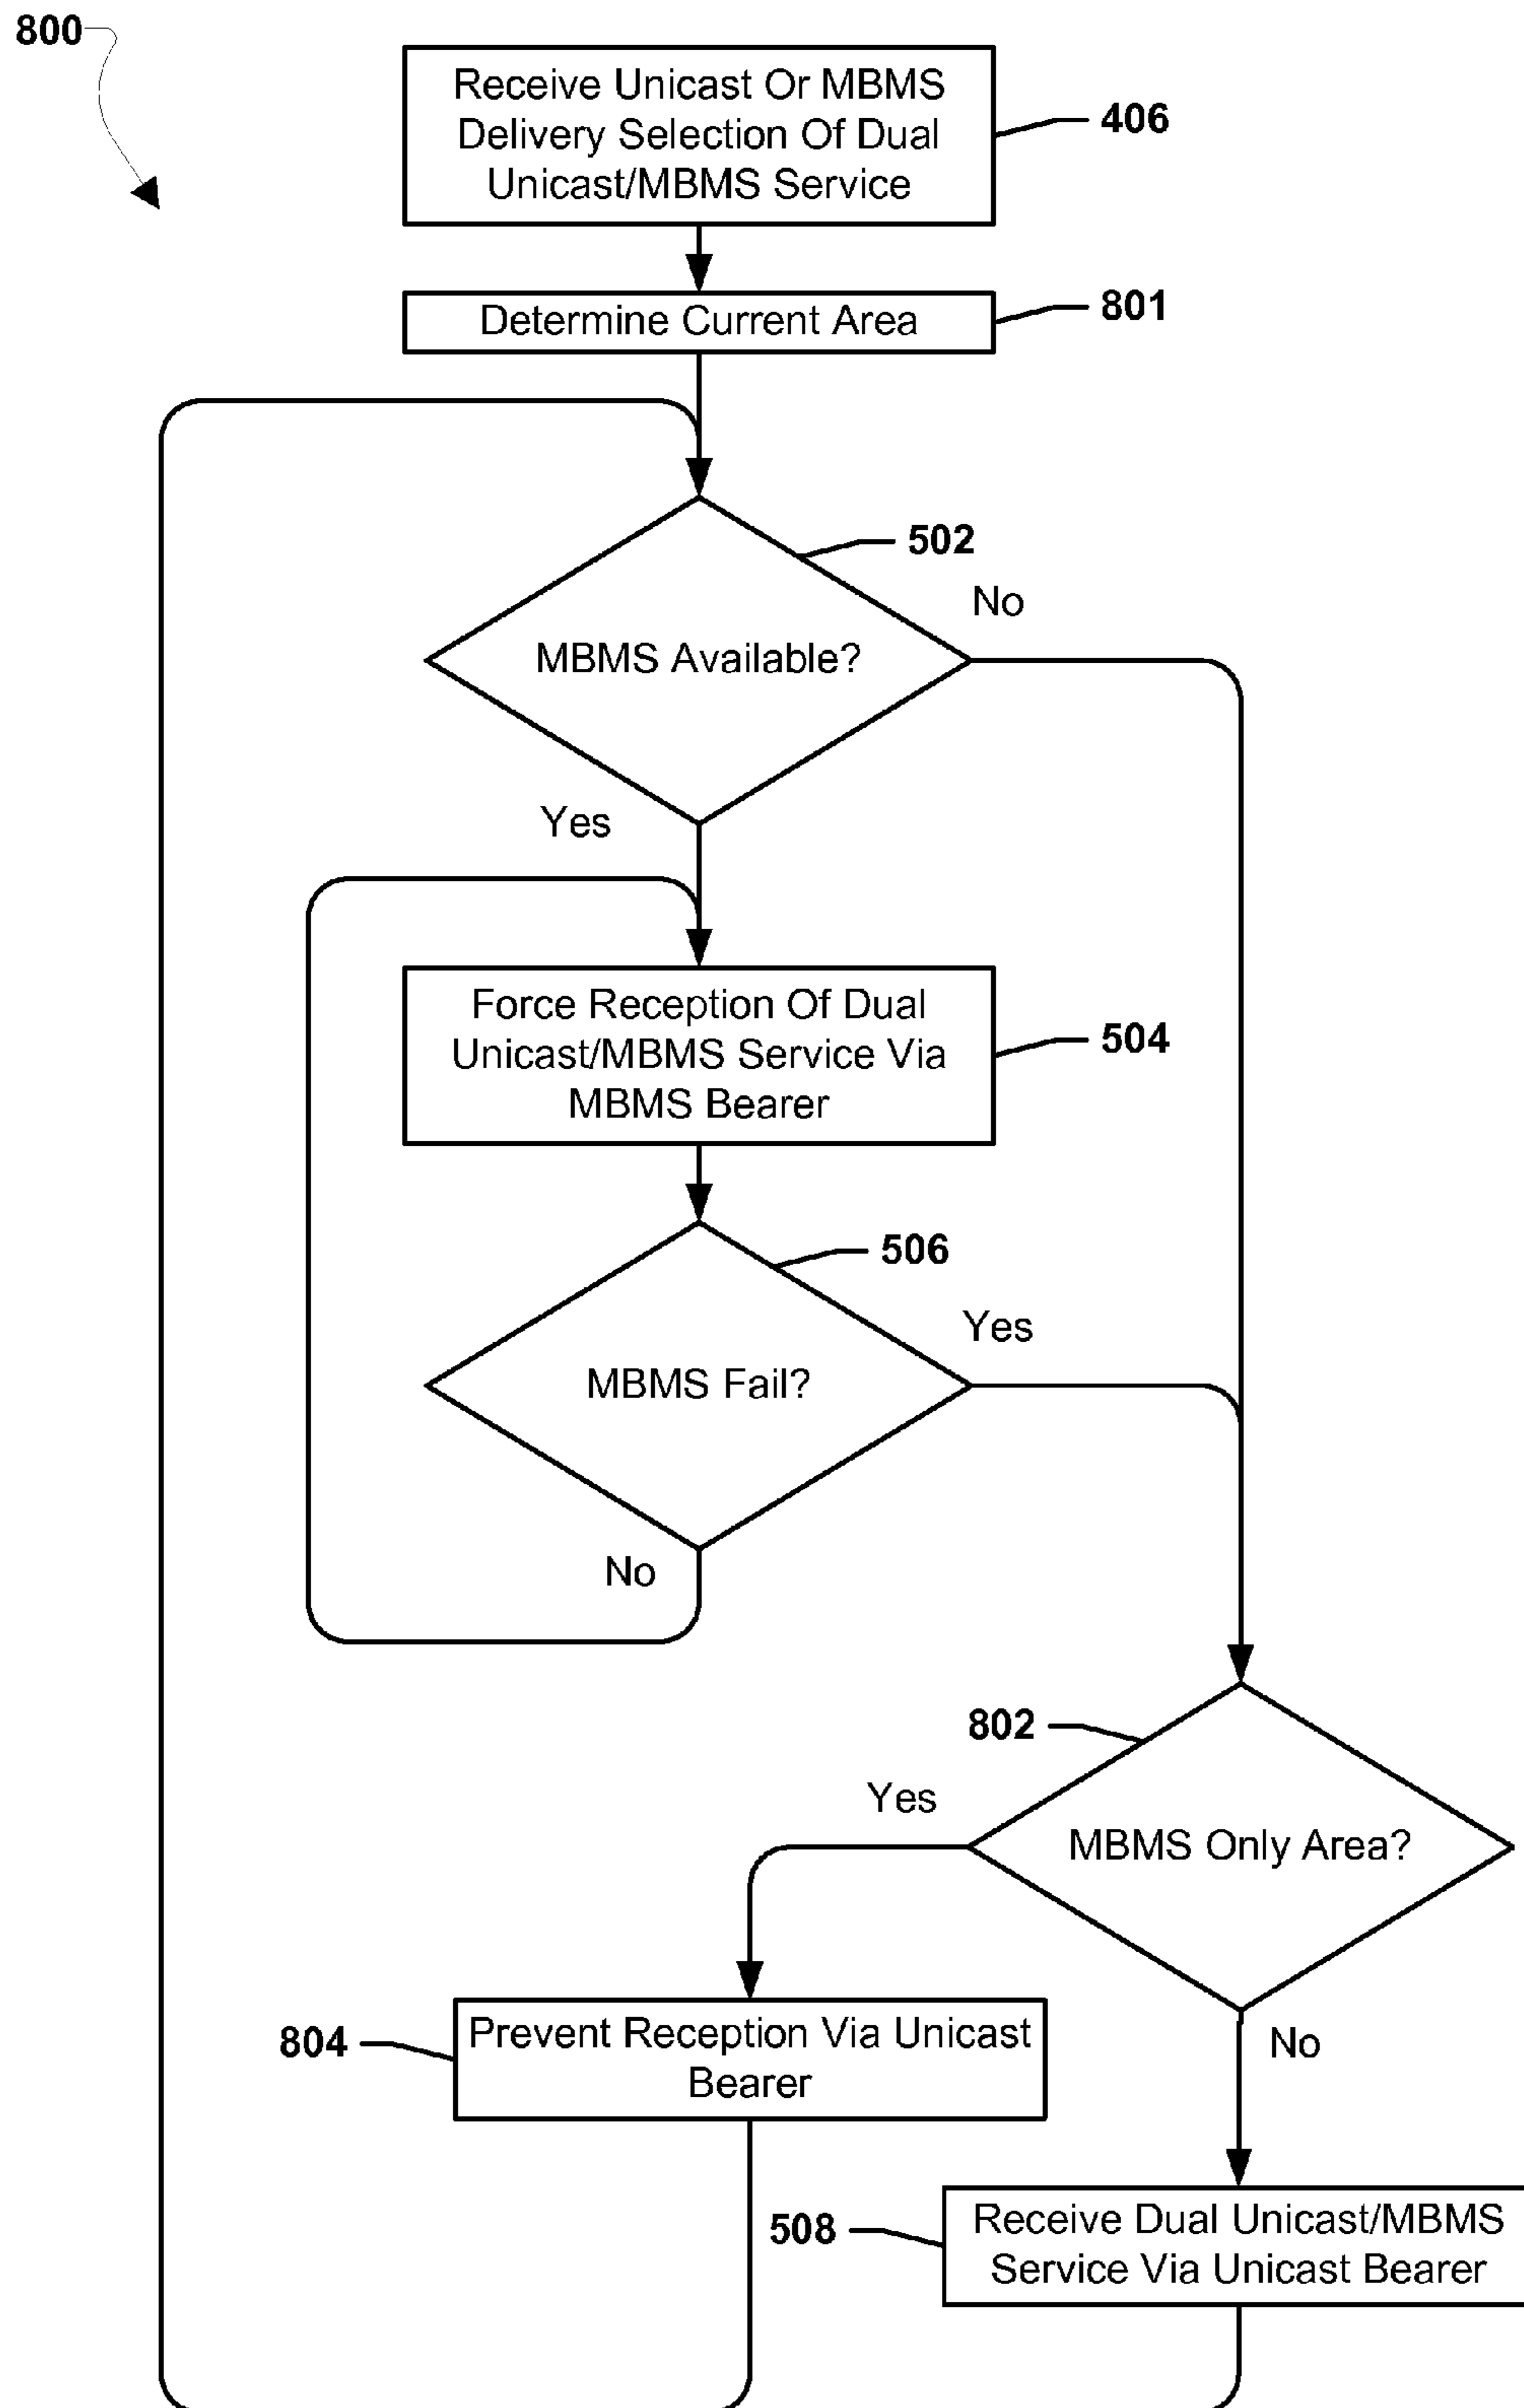 800
Receive Unicast Or MBMS
Delivery Selection Of Dual
Unicast/MBMS Service
406
Determine Current Area
801
502
No
MBMS Available?
Yes
Force Reception Of Dual
Unicast/MBMS Service Via
MBMS Bearer
504
506
Yes
MBMS Fail?
No
802
Yes
MBMS Only Area?
804
Prevent Reception Via Unicast
Bearer
No
508
Receive Dual Unicast/MBMS
Service Via Unicast Bearer